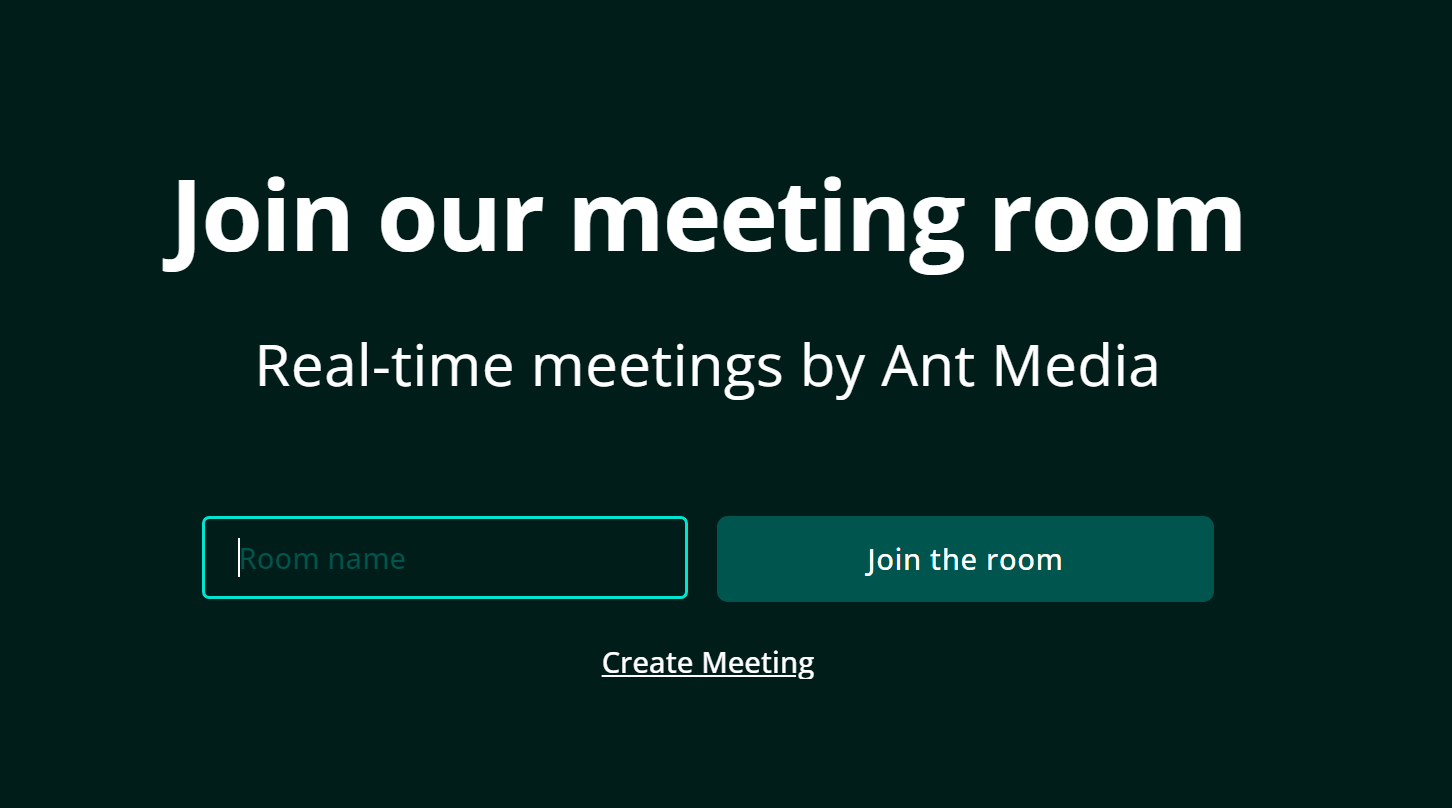 Join our meeting room
Real-time meetings by Ant Media
Room name
Join the room
Create Meeting